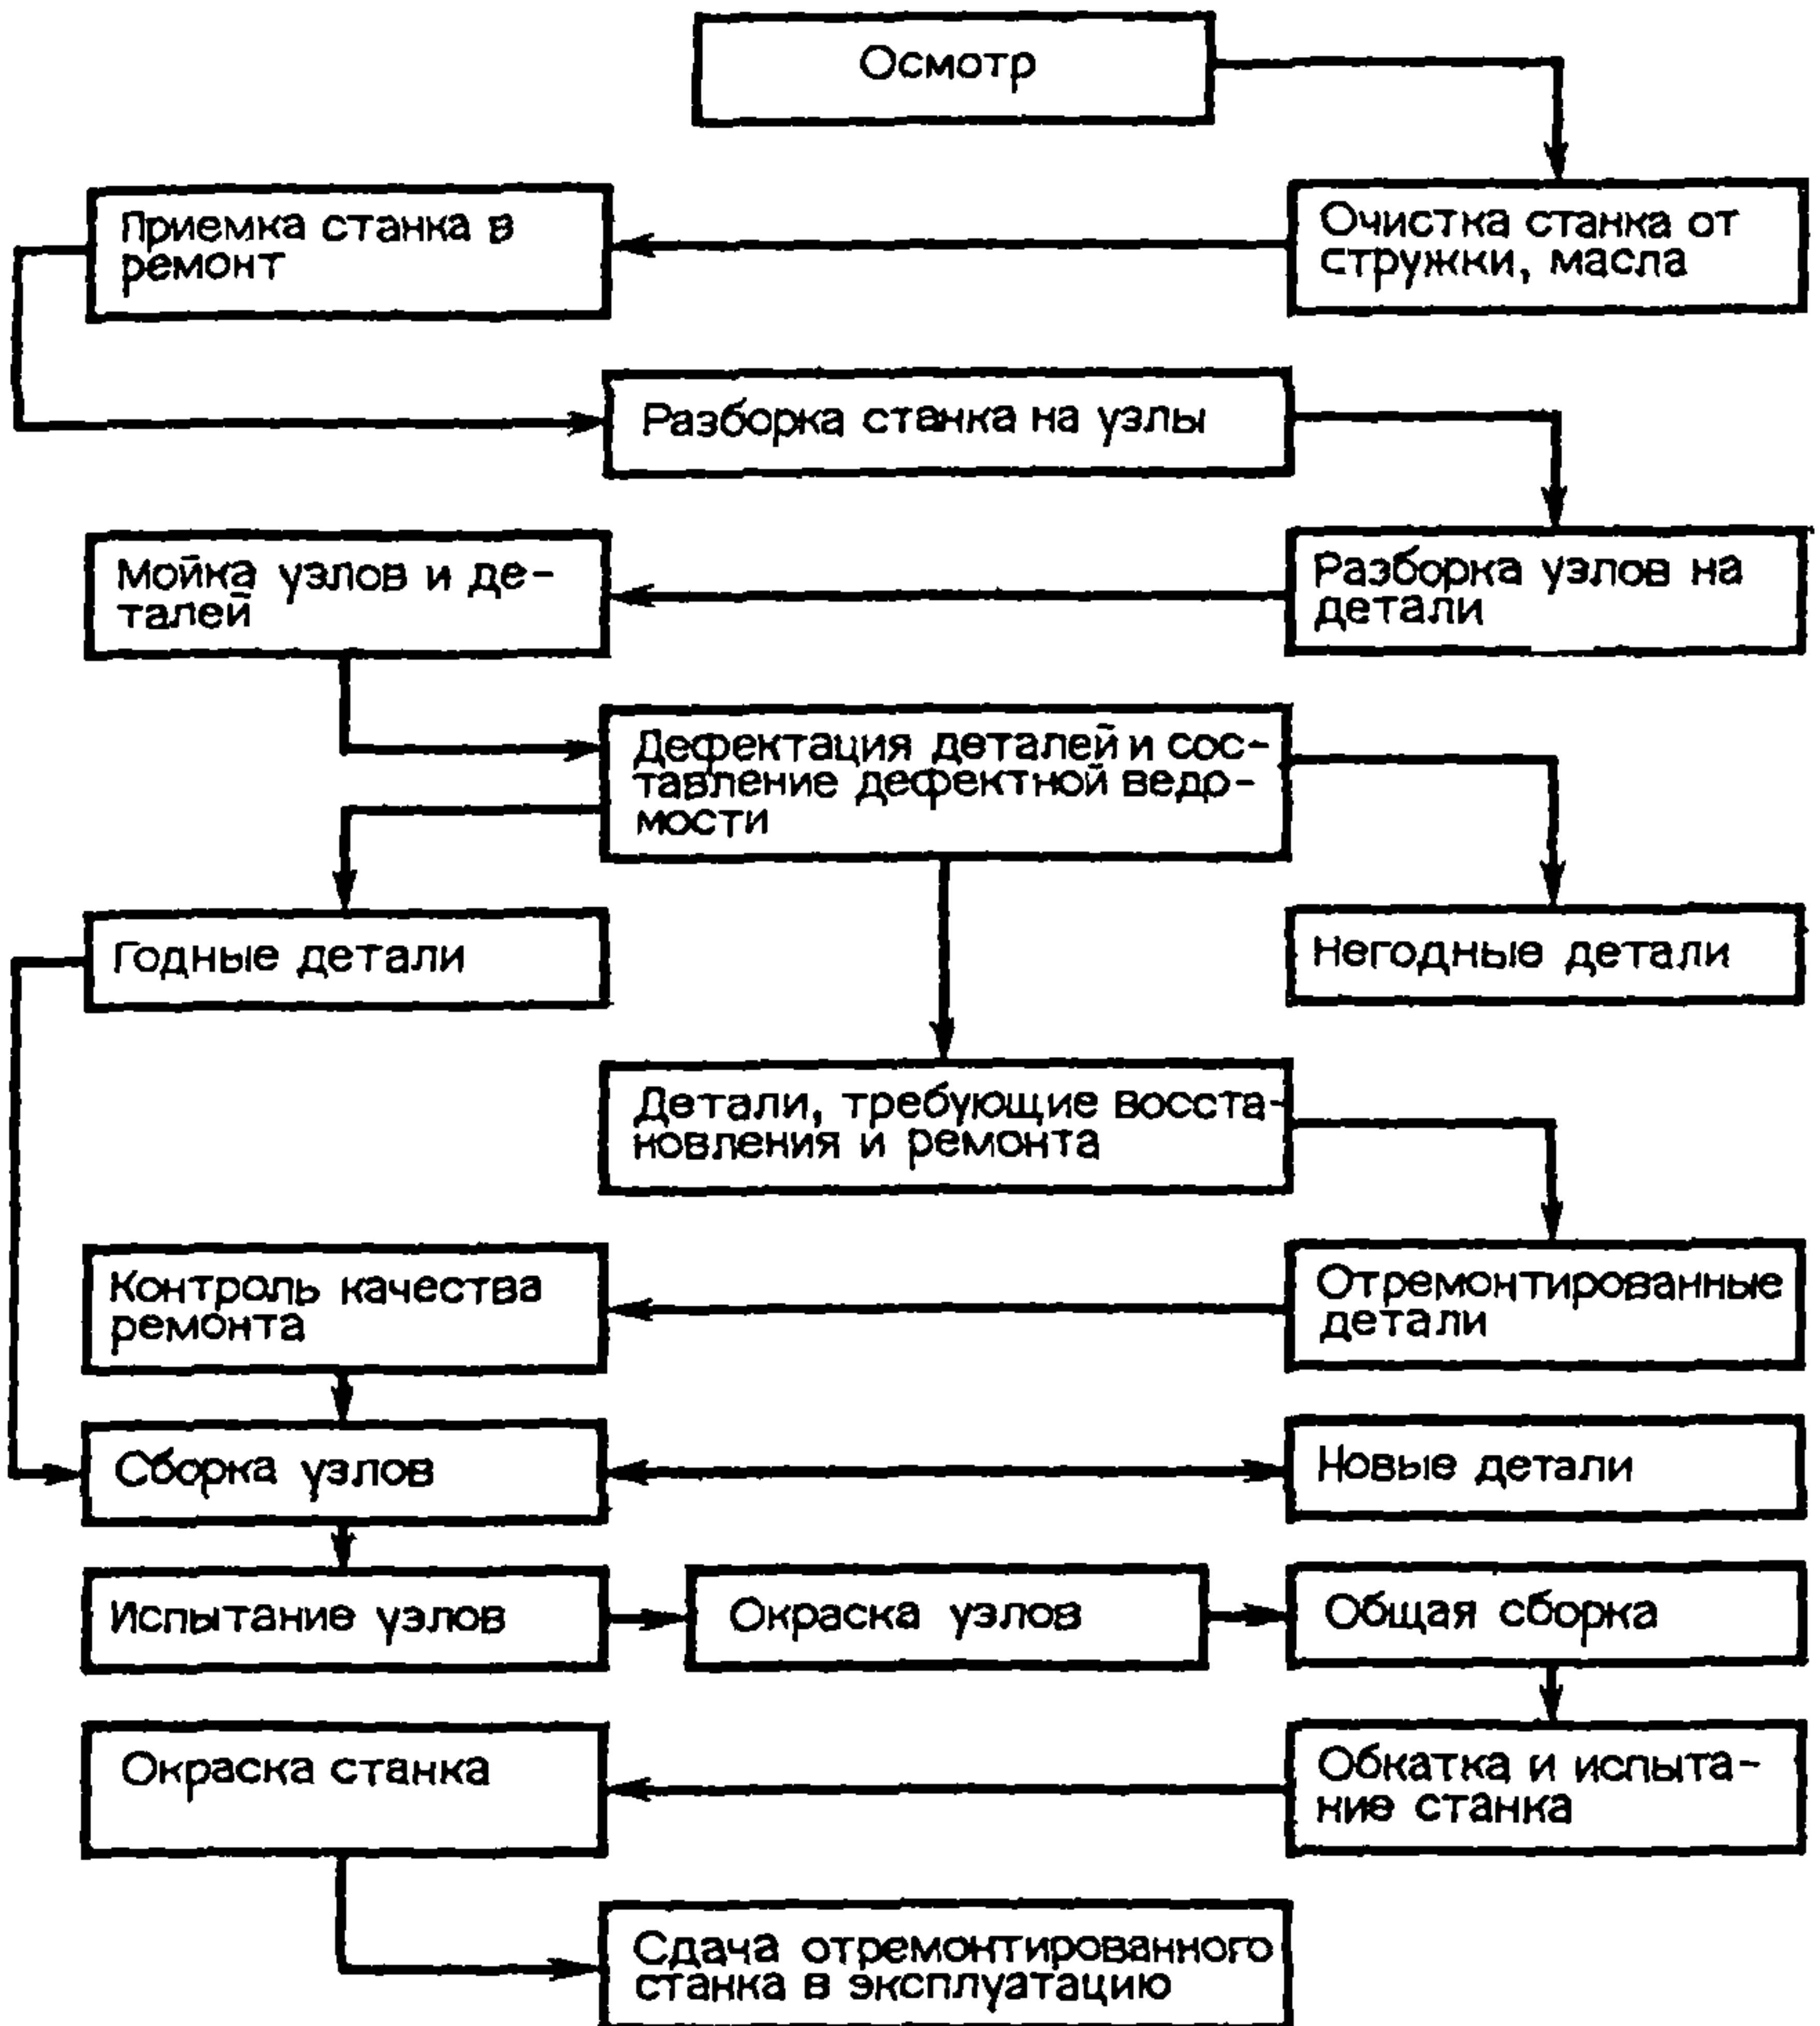 Осмотр
Приемка станка в
ремонт
Очистка станка от
стружки, масла
Разборка станка на узлы
Мойка узлов и де-
талей
Разборка узлов на
детали
Дефектация деталей и сос-
тавление дефектной ведо-
мости
Годные детали
Негодные детали
Детали, требующие восста-
новления и ремонта
Контроль качества
ремонта
Отремонтированные
детали
Сборка узлов
Новые детали
Испытание узлов
Окраска узлов
Общая сборка
Окраска станка
Обкатка и испыта-
ние станка
Сдача отремонтированного
станка в эксплуатацию